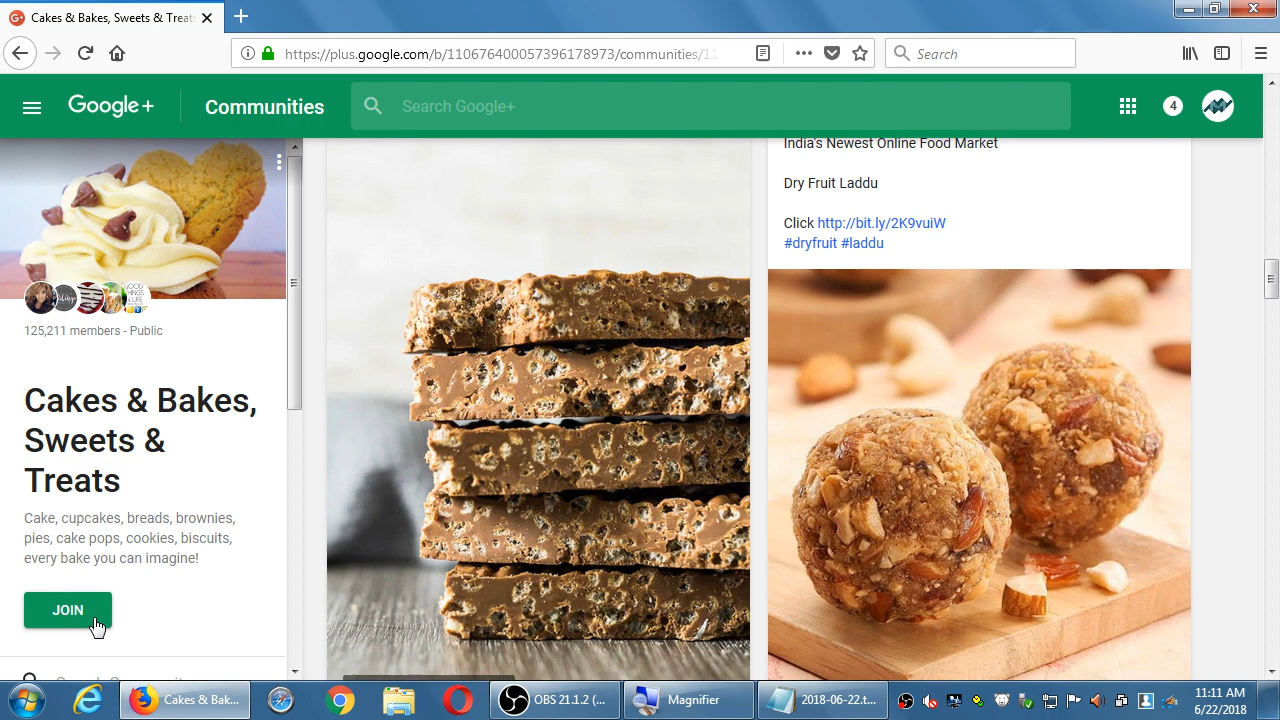 Cakes & Bakes, Sweets & Treat
https://plus.google.com/b/110676400057396178973/communities/11
Search
Google+
Communities
Search Google+
4
125,211 members - Public
Cakes & Bakes,
Sweets &
Treats
Cake, cupcakes, breads, brownies,
pies, cake pops, cookies, biscuits,
every bake you can imagine!
JOIN
India's Newest Online Food Market
Dry Fruit Laddu
Click http://bit.ly/2K9vuiW
#dryfruit #laddu
Cakes & Bak...
OBS 21.1.2 (...
Magnifier
2018-06-22.t...
11:11 AM
6/22/2018